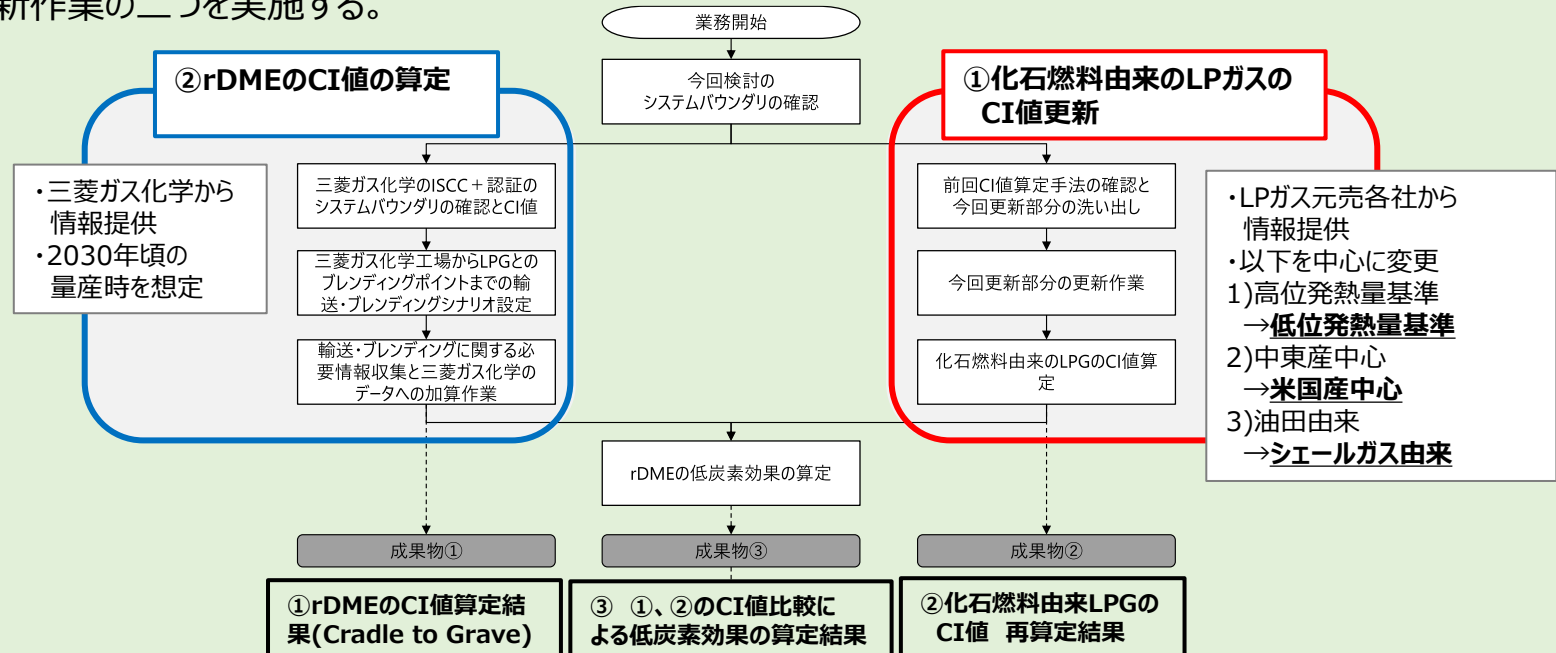 新作業の二つを実施する。
業務開始
今回検討の
システムバウンダリの確認
②rDMEのCI値の算定
①化石燃料由来のLPガスの
CI値更新
・三菱ガス化学から
情報提供
・2030年頃の
量産時を想定
三菱ガス化学のISCC＋認証の
システムバウンダリの確認とCI値
三菱ガス化学工場からLPGとの
ブレンディングポイントまでの輸
送・ブレンディングシナリオ設定
輸送・ブレンディングに関する必
要情報収集と三菱ガス化学の
データへの加算作業
前回CI値算定手法の確認と
今回更新部分の洗い出し
今回更新部分の更新作業
化石燃料由来のLPGのCI値算
定
・LPガス元売各社から
情報提供
・以下を中心に変更
1)高位発熱量基準
→低位発熱量基準
2)中東産中心
→米国産中心
3)油田由来
→シェールガス由来
rDMEの低炭素効果の算定
成果物①
成果物③
成果物②
①rDMEのCI値算定結
果(Cradle to Grave)
③ ①、②のCI値比較に
よる低炭素効果の算定結果
②化石燃料由来LPGの
CI値 再算定結果